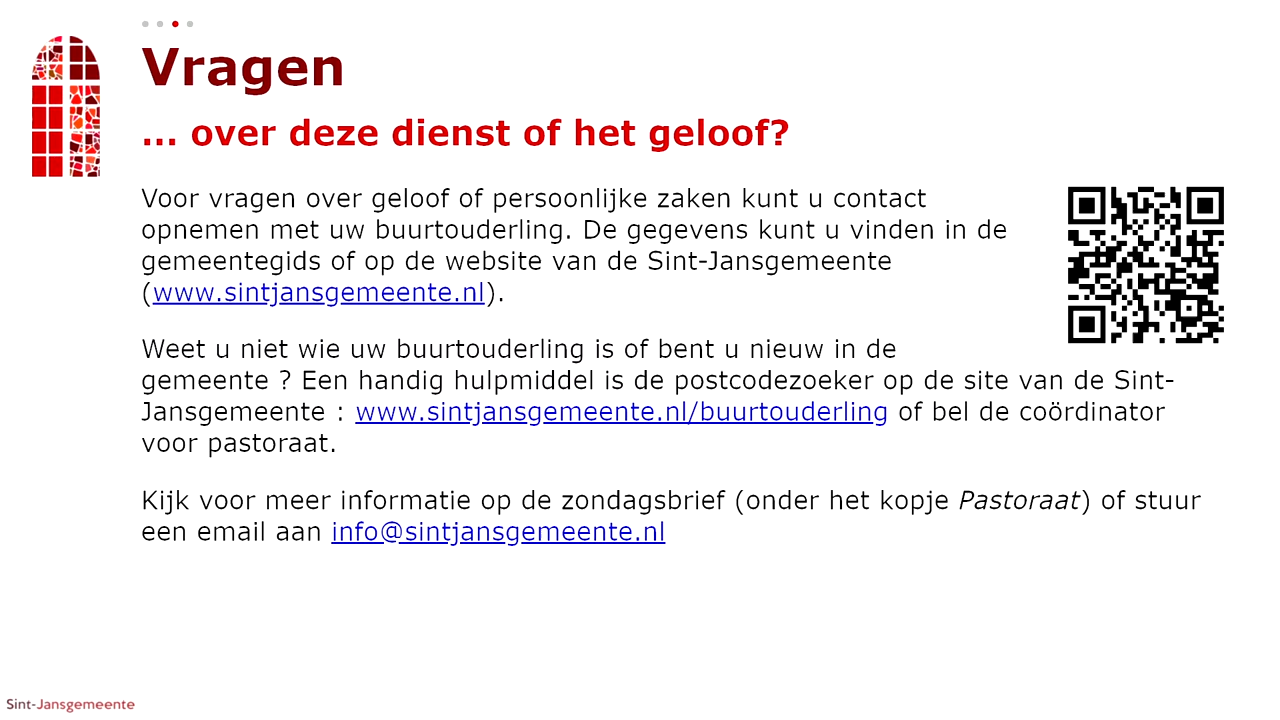 Vragen
... over deze dienst of het geloof?
Voor vragen over geloof of persoonlijke zaken kunt u contact
opnemen met uw buurtouderling. De gegevens kunt u vinden in de
gemeentegids of op de website van de Sint-Jansgemeente
(www.sintjansgemeente.nl).
Weet u niet wie uw buurtouderling is of bent u nieuw in de
gemeente ? Een handig hulpmiddel is de postcodezoeker op de site van de Sint-
Jansgemeente : www.sintjansgemeente.nl/buurtouderling of bel de coördinator
voor pastoraat.
Kijk voor meer informatie op de zondagsbrief (onder het kopje Pastoraat) of stuur
een email aan info@sintjansgemeente.nl
Sint-Jansgemeente